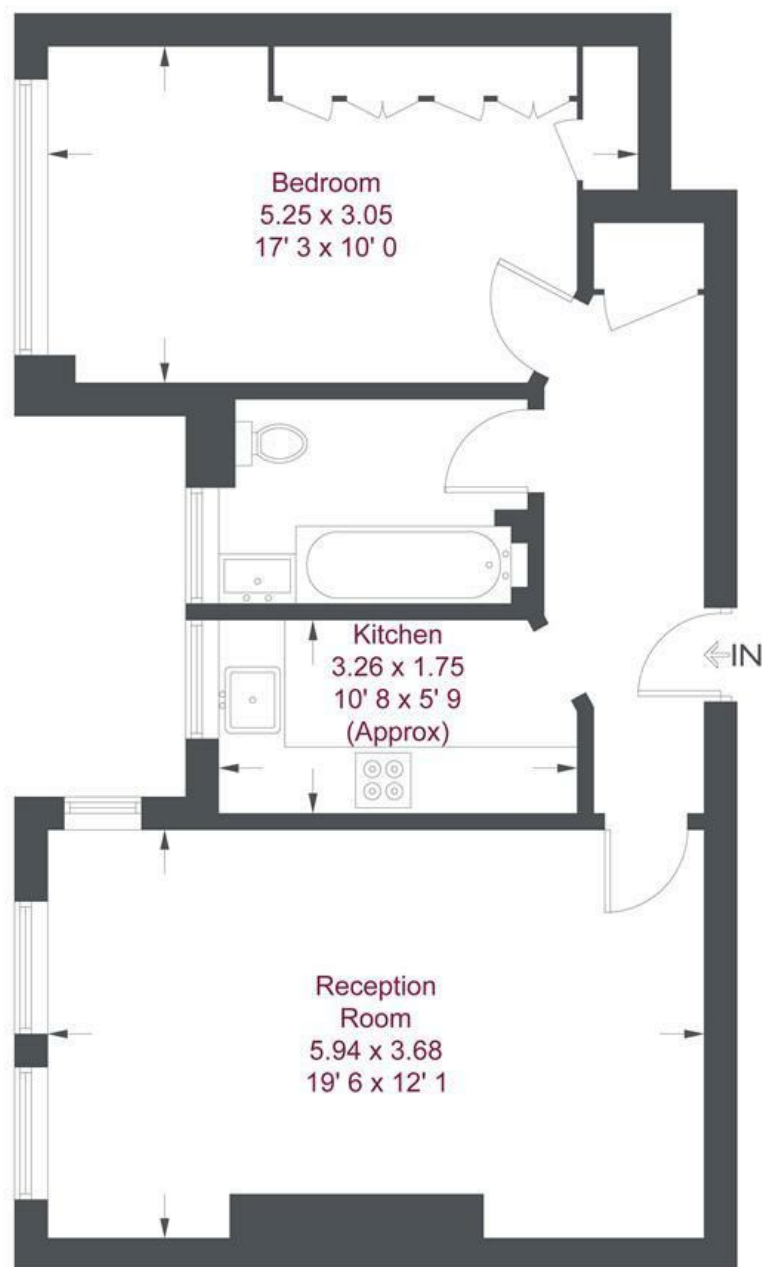 Bedroom
5.25 x 3.05
17' 3 x 10' 0
Kitchen
3.26 x 1.75
10' 8 x 5' 9
(Approx)
IN
Reception
Room
5.94 x 3.68
19' 6 x 12' 1